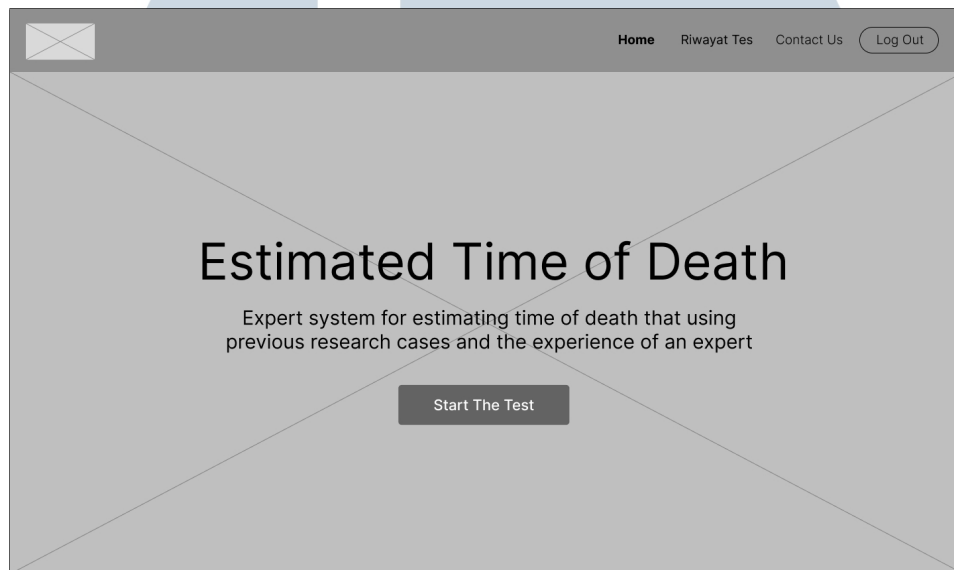 Home Riwayat Tes Contact Us Log Out
Estimated Time of Death
Expert system for estimating time of death that using
previous research cases and the experience of an expert
Start The Test